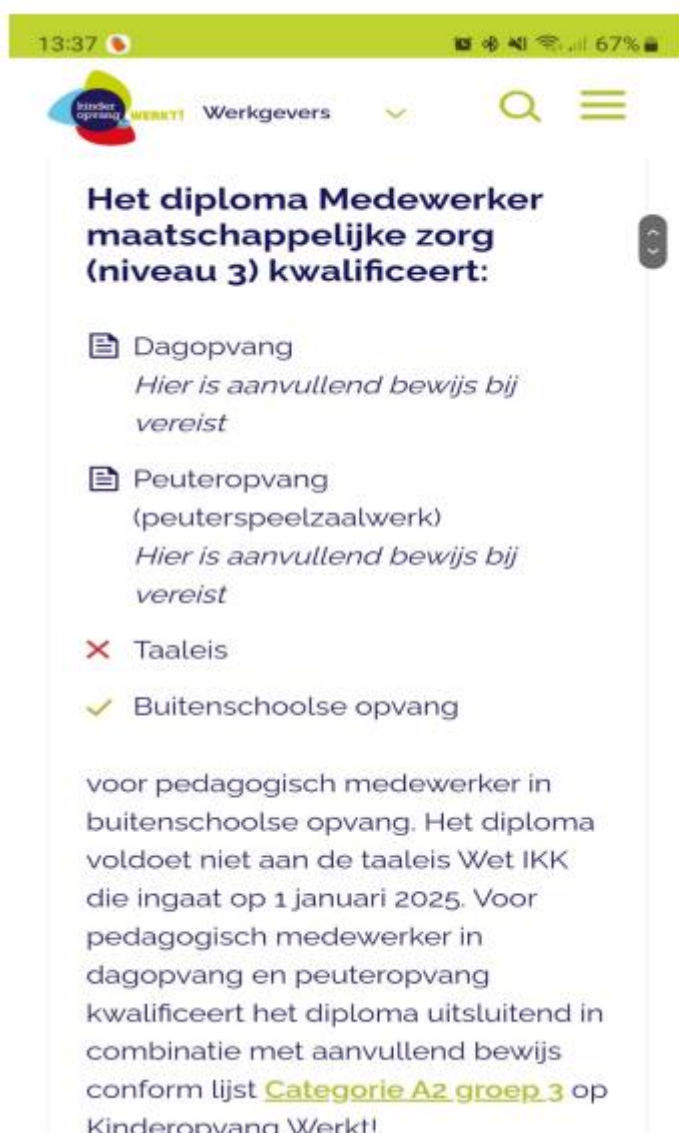 13:37
67%
kinder
opvang
WERKT!
Werkgevers
Het diploma Medewerker
maatschappelijke zorg
(niveau 3) kwalificeert:
Dagopvang
Hier is aanvullend bewijs bij
vereist
Peuteropvang
(peuterspeelzaalwerk)
Hier is aanvullend bewijs bij
vereist
Taaleis
Buitenschoolse opvang
voor pedagogisch medewerker in
buitenschoolse opvang. Het diploma
voldoet niet aan de taaleis Wet IKK
die ingaat op 1 januari 2025. Voor
pedagogisch medewerker in
dagopvang en peuteropvang
kwalificeert het diploma uitsluitend in
combinatie met aanvullend bewijs
conform lijst Categorie A2 groep 3 op
Kinderopvang Werkt!